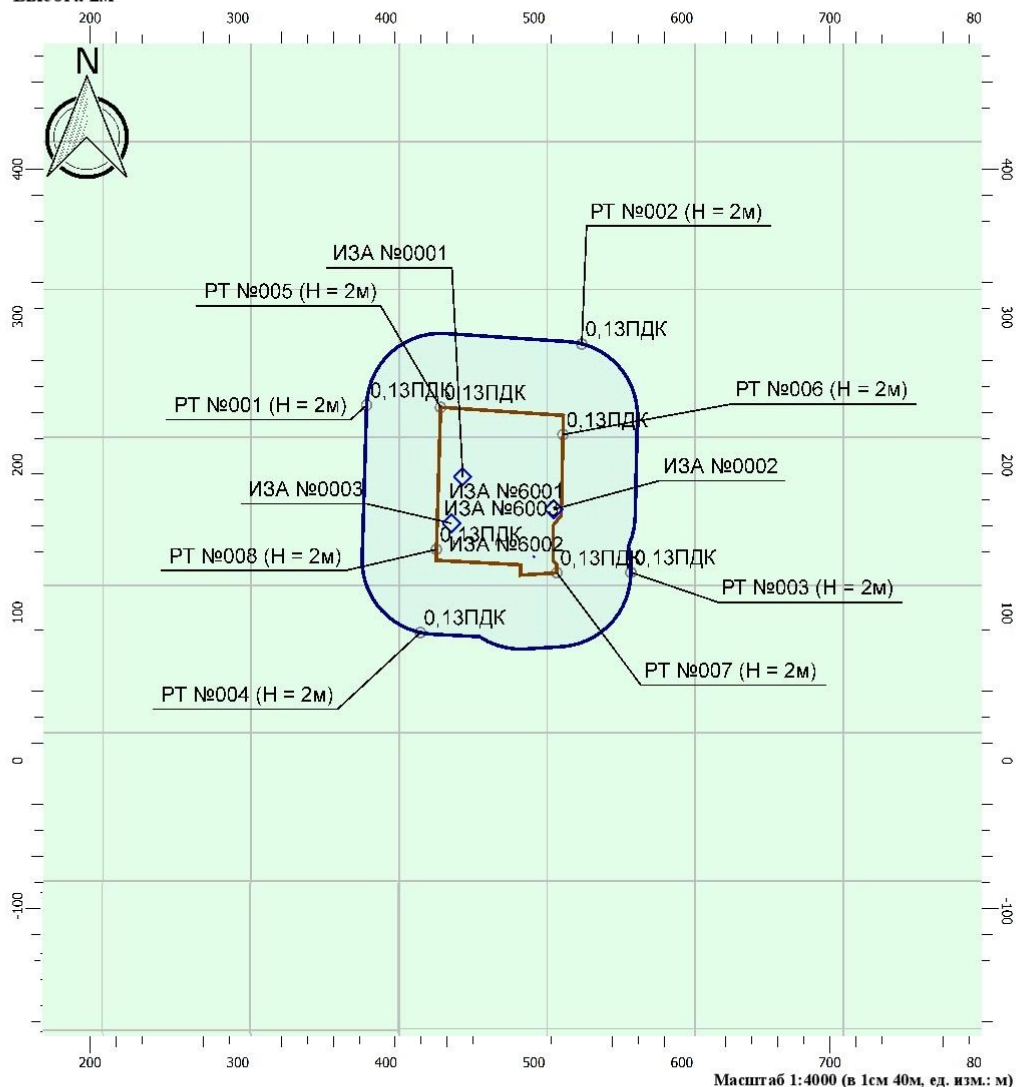 200 300 400 500 600 700 80
N
400 400
РТ №002 (Н = 2м)
ИЗА №0001
РТ №005 (Н = 2м)
300 300
0,13ПДК
0,13ПДК 0,13ПДК
РТ №001 (Н = 2м)
РТ №006 (Н = 2м)
0,13ПДК
200 200
ИЗА №0002
ИЗА №0003
ИЗА №6001
ИЗА №6003
0,13ПДК
ИЗА №6002
РТ №008 (Н = 2м)
0,13ПДК 0,13ПДК
РТ №003 (Н = 2м)
100 100
0,13ПДК
РТ №007 (Н = 2м)
РТ №004 (Н = 2м)
0 0
-100 -100
200 300 400 500 600 700
Масштаб 1:4000 (в 1см 40м, ед. изм.: м)